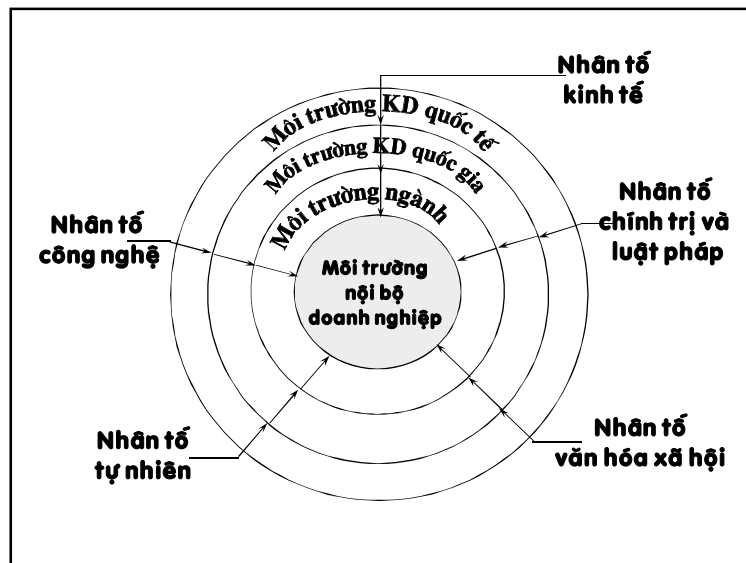 Nhân tố
kinh tế
Môi trường KD quốc tế
Môi trường KD quốc gia
Môi trường ngành
Nhân tố
chính trị và
luật pháp
Nhân tố
công nghệ
Môi trường
nội bộ
doanh nghiệp
Nhân tố
tự nhiên
Nhân tố
văn hóa xã hội